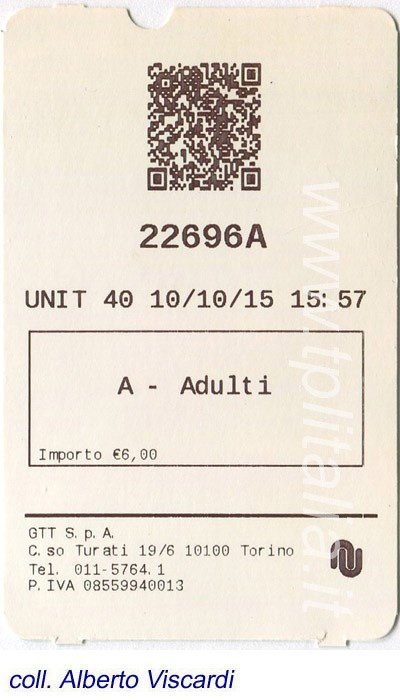 22696A
UNIT 40 10/10/15 15:57
A - Adulti
Importo €6,00
GTT S.p.A.
C.so Turati 19/6 10100 Torino
Tel. 011-5764.1
P.IVA 08559940013
www.tplitalia.it
coll. Alberto Viscardi